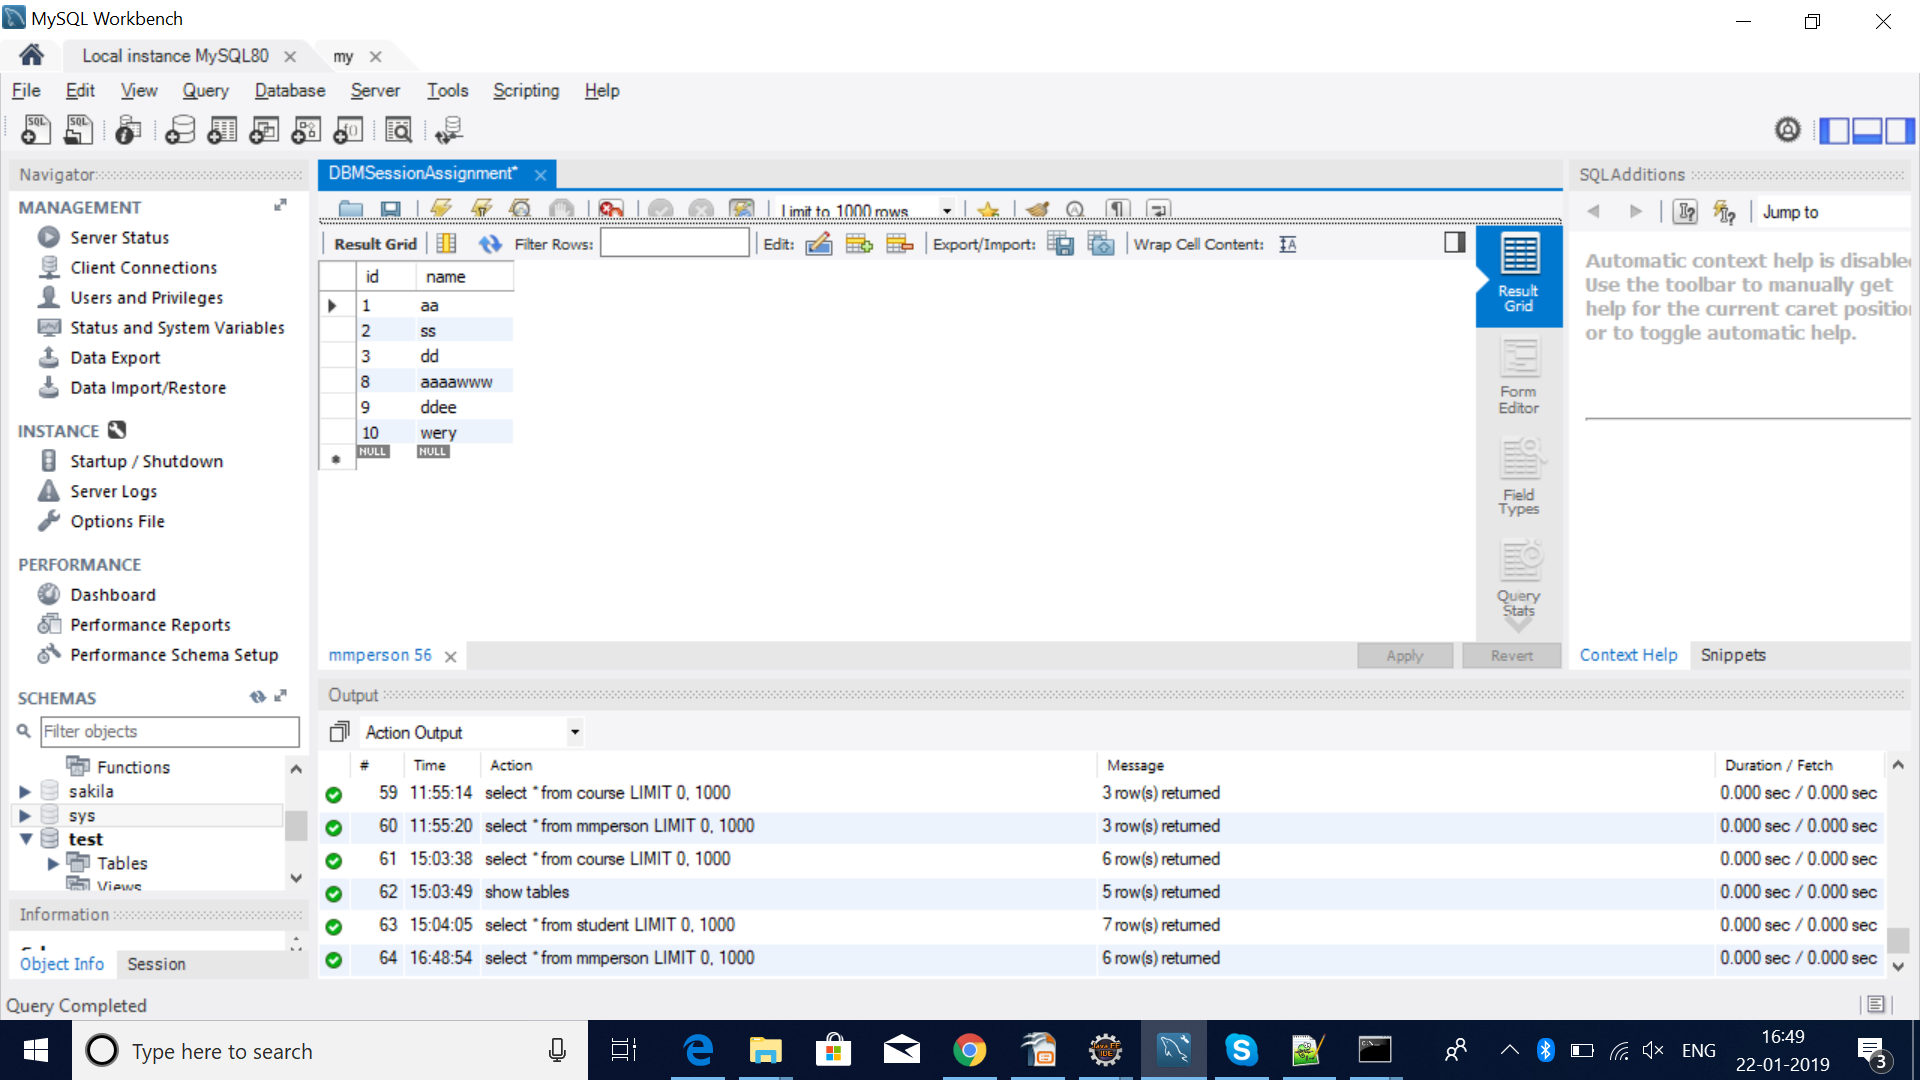 MySQL Workbench
Local instance MySQL80
my
File Edit View Query Database Server Tools Scripting Help
Navigator
MANAGEMENT
Server Status
Client Connections
Users and Privileges
Status and System Variables
Data Export
Data Import/Restore
INSTANCE
Startup / Shutdown
Server Logs
Options File
PERFORMANCE
Dashboard
Performance Reports
Performance Schema Setup
SCHEMAS
Filter objects
Functions
sakila
sys
test
Tables
Views
Information
Object Info Session
Query Completed
DBMSessionAssignment*
Limit to 1000 rows
Result Grid Filter Rows: Edit: Export/Import: Wrap Cell Content:
id name
1 aa
2 ss
3 dd
8 aaaawww
9 ddee
10 wery
NULL NULL
Result
Grid
Form
Editor
Field
Types
Query
Stats
mmperson 56
Apply Revert
SQLAdditions
Jump to
Automatic context help is disable
Use the toolbar to manually get
help for the current caret positio
or to toggle automatic help.
Context Help Snippets
Output
Action Output
# Time Action Message Duration / Fetch
59 11:55:14 select * from course LIMIT 0, 1000 3 row(s) returned 0.000 sec / 0.000 sec
60 11:55:20 select * from mmperson LIMIT 0, 1000 3 row(s) returned 0.000 sec / 0.000 sec
61 15:03:38 select * from course LIMIT 0, 1000 6 row(s) returned 0.000 sec / 0.000 sec
62 15:03:49 show tables 5 row(s) returned 0.000 sec / 0.000 sec
63 15:04:05 select * from student LIMIT 0, 1000 7 row(s) returned 0.000 sec / 0.000 sec
64 16:48:54 select * from mmperson LIMIT 0, 1000 6 row(s) returned 0.000 sec / 0.000 sec
Type here to search
ENG
16:49
22-01-2019
3